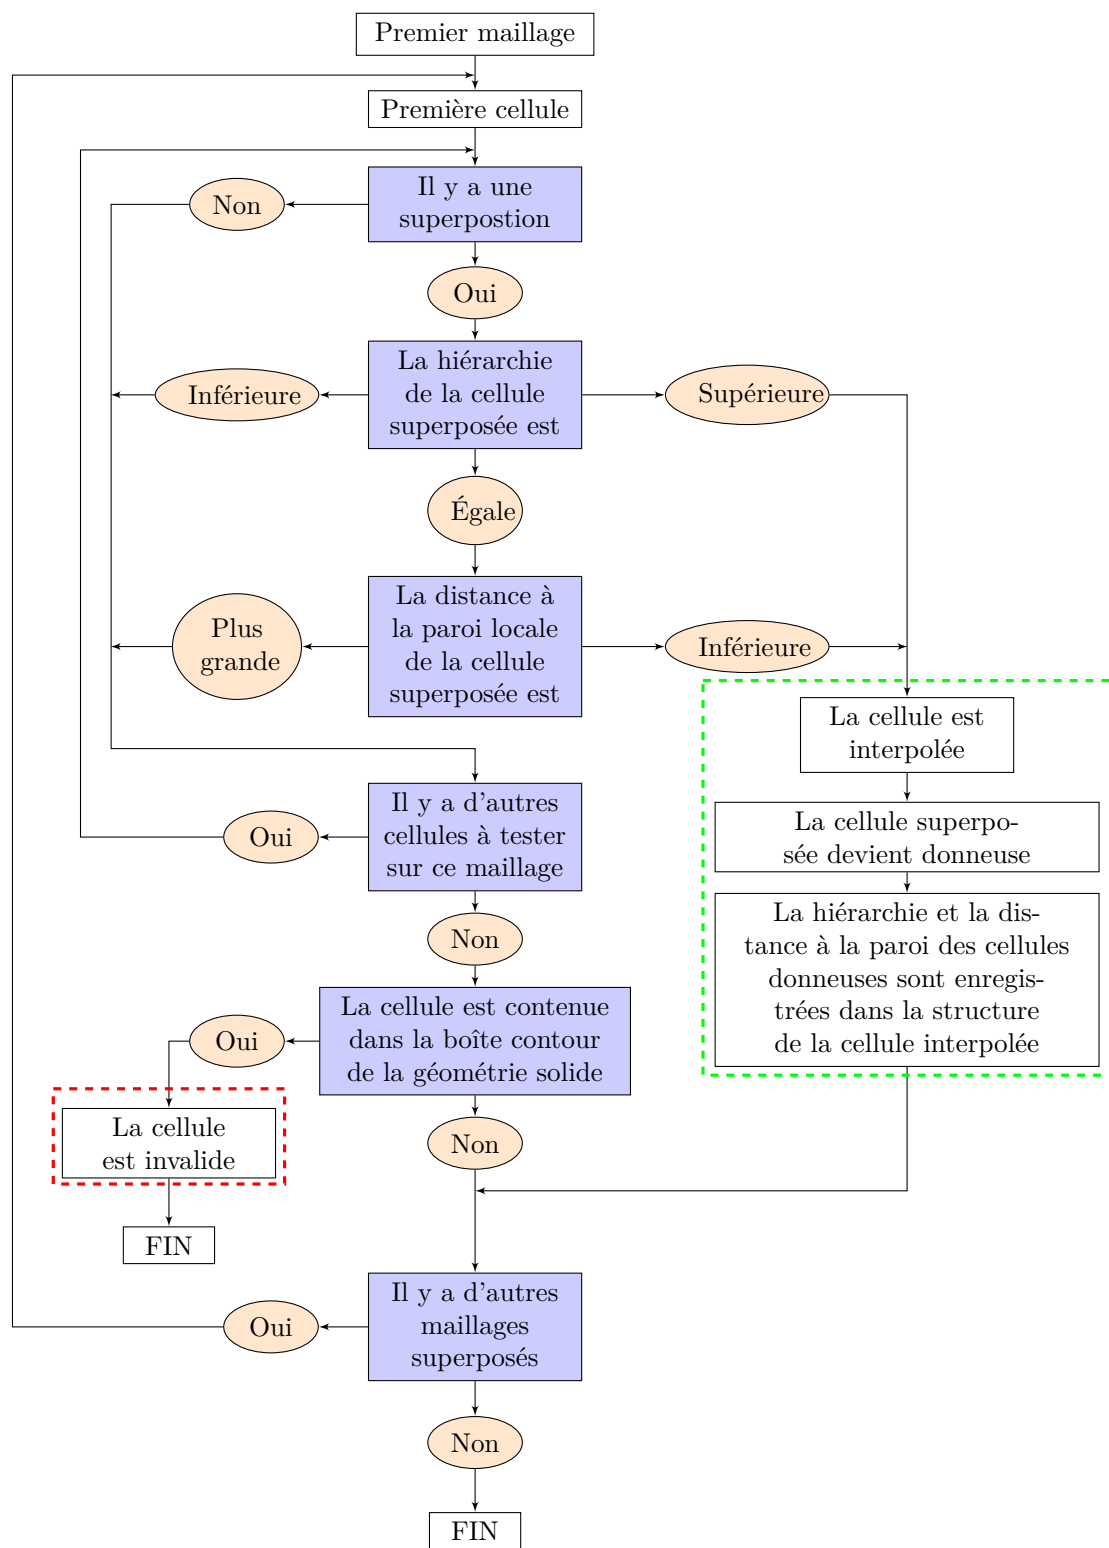 Premier maillage
Première cellule
Il y a une
superpostion
Non
Oui
La hiérarchie
de la cellule
superposée est
Inférieure
Supérieure
Égale
La distance à
la paroi locale
de la cellule
superposée est
Plus
grande
Inférieure
La cellule est
interpolée
La cellule superpo-
sée devient donneuse
La hiérarchie et la dis-
tance à la paroi des cellules
donneuses sont enregis-
trées dans la structure
de la cellule interpolée
Il y a d'autres
cellules à tester
sur ce maillage
Oui
Non
La cellule est contenue
dans la boîte contour
de la géométrie solide
Oui
La cellule
est invalide
FIN
Non
Il y a d'autres
maillages
superposés
Oui
Non
FIN